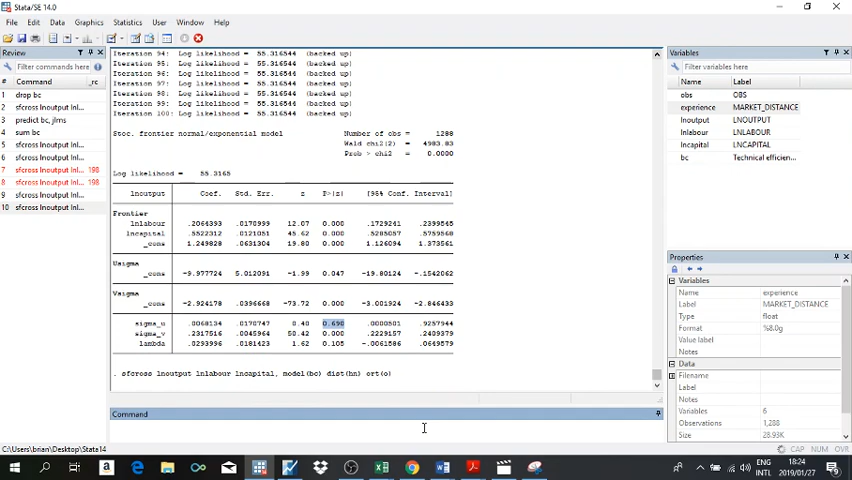 Stata/SE 14.0
File Edit Data Graphics Statistics User Window Help
Review
Filter commands here
# Command _rc
1 drop bc
2 sfcross lnoutput lnl...
3 predict bc, jlms
4 sum bc
5 sfcross lnoutput lnl...
6 sfcross lnoutput lnl...
7 sfcross lnoutput lnl... 198
8 sfcross lnoutput lnl... 198
9 sfcross lnoutput lnl...
10 sfcross lnoutput lnl...
Iteration 94: Log likelihood = 55.316544 (backed up)
Iteration 95: Log likelihood = 55.316544 (backed up)
Iteration 96: Log likelihood = 55.316544 (backed up)
Iteration 97: Log likelihood = 55.316544 (backed up)
Iteration 98: Log likelihood = 55.316544 (backed up)
Iteration 99: Log likelihood = 55.316544 (backed up)
Iteration 100: Log likelihood = 55.316544 (backed up)
Stoc. frontier normal/exponential model Number of obs = 1288
Wald chi2(2) = 4983.83
Prob > chi2 = 0.0000
Log likelihood = 55.3165
lnoutput Coef. Std. Err. z P>|z| [95% Conf. Interval]
Frontier
lnlabour .2064393 .0170999 12.07 0.000 .1729241 .2399545
lncapital .5522312 .0121051 45.62 0.000 .5285057 .5759568
_cons 1.249828 .0631304 19.80 0.000 1.126094 1.373561
Usigma
_cons -9.977724 5.012091 -1.99 0.047 -19.80124 -.1542062
Vsigma
_cons -2.924178 .0396668 -73.72 0.000 -3.001924 -2.846433
sigma_u .0068134 .0170747 0.40 0.690 .0000501 .9257944
sigma_v .2317516 .0045964 50.42 0.000 .2229157 .2409379
lambda .0293996 .0181423 1.62 0.105 -.0061586 .0649579
. sfcross lnoutput lnlabour lncapital, model(bc) dist(hn) ort(o)
Command
Variables
Filter variables here
Name Label
obs OBS
experience MARKET_DISTANCE
lnoutput LNOUTPUT
lnlabour LNLABOUR
lncapital LNCAPITAL
bc Technical efficien...
Properties
Variables
Name experience
Label MARKET_DISTANCE
Type float
Format %8.0g
Value label
Notes
Data
Filename
Label
Notes
Variables 6
Observations 1,288
Size 28.93K
C:\Users\brian\Desktop\Stata14
CAP NUM OVR
ENG
INTL
18:24
2019/01/27